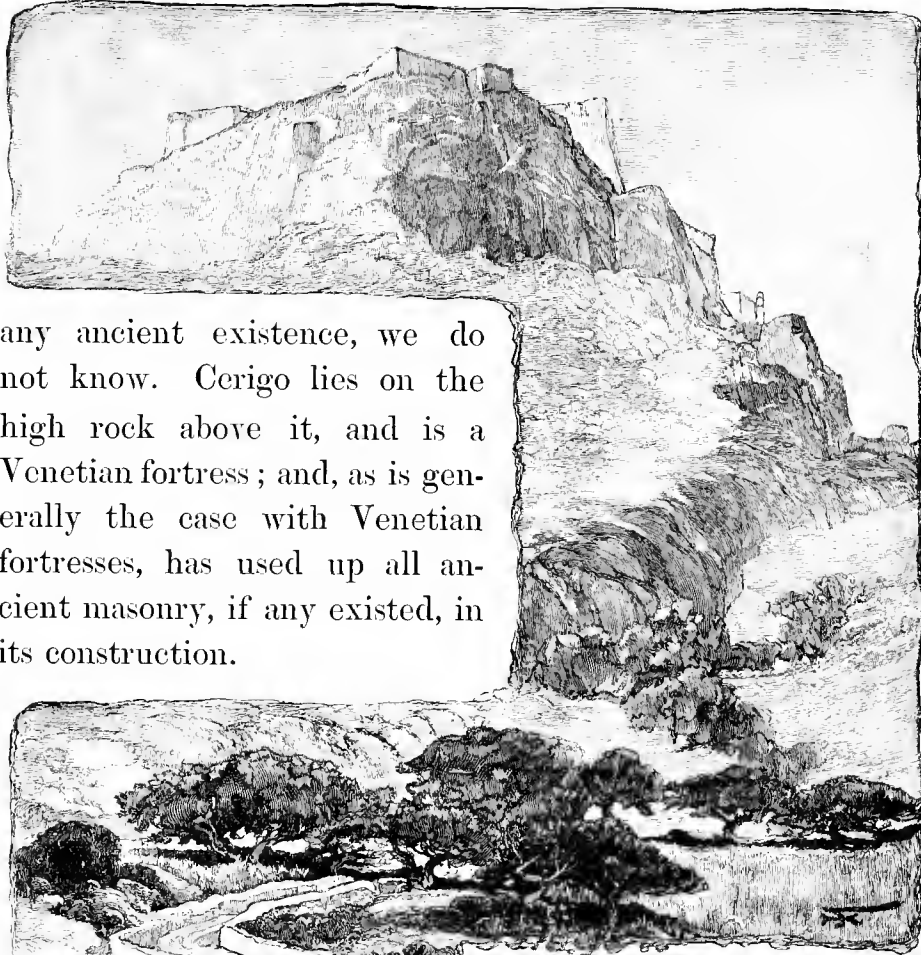 any ancient existence, we do
not know. Cerigo lies on the
high rock above it, and is a
Venetian fortress ; and, as is gen-
erally the case with Venetian
fortresses, has used up all an-
cient masonry, if any existed, in
its construction.